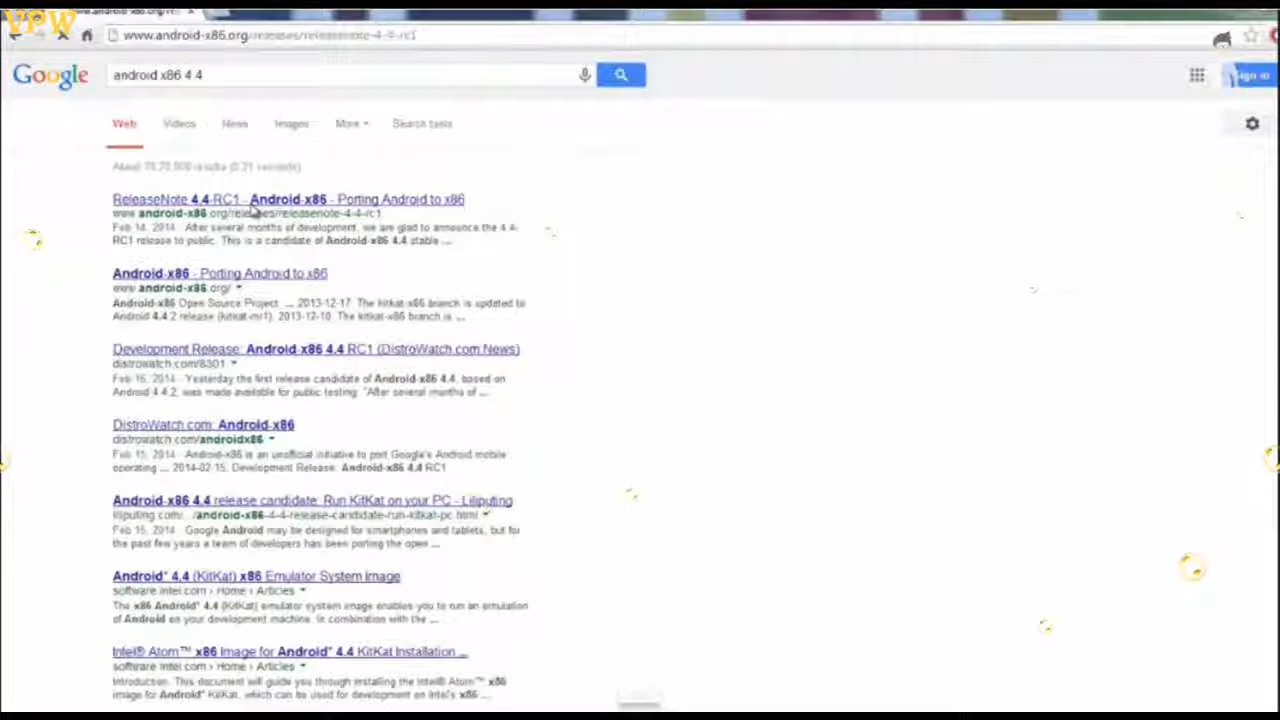 VPW
www.android-x86.org/releases/releasenote-4-4-rc1
Google
android x86 4.4
Sign in
Web Videos News Images More Search tools
results (0.21 seconds)
ReleaseNote 4.4-RC1 - Android-x86 - Porting Android to x86
www.android-x86.org/releases/releasenote-4-4-rc1
Feb 14, 2014 - After several months of development, we are glad to announce the 4.4-
RC1 release to public. This is a candidate of Android-x86 4.4 stable ...
Android-x86 - Porting Android to x86
www.android-x86.org/
Android-x86 Open Source Project. ... 2013-12-17. The kitkat-x86 branch is updated to
Android 4.4.2 release (kitkat-mr1). 2013-12-10. The kitkat-x86 branch is ...
Development Release: Android-x86 4.4 RC1 (DistroWatch.com News)
distrowatch.com/8301
Feb 15, 2014 - Yesterday the first release candidate of Android-x86 4.4, based on
Android 4.4.2, was made available for public testing: "After several months of ...
DistroWatch.com: Android-x86
distrowatch.com/androidx86
Feb 15, 2014 - Android-x86 is an unofficial initiative to port Google's Android mobile
operating ... 2014-02-15, Development Release: Android-x86 4.4 RC1
Android-x86 4.4 release candidate: Run KitKat on your PC - Liliputing
liliputing.com/.../android-x86-4-4-release-candidate-run-kitkat-pc.html
Feb 15, 2014 - Google Android may be designed for smartphones and tablets, but for
the past few years a team of developers has been porting the open ...
Android* 4.4 (KitKat) x86 Emulator System Image
software.intel.com › Home › Articles
The x86 Android* 4.4 (KitKat) emulator system image enables you to run an emulation
of Android on your development machine. In combination with the ...
Intel® Atom™ x86 Image for Android* 4.4 KitKat Installation ...
software.intel.com › Home › Articles
Introduction. This document will guide you through installing the Intel® Atom™ x86
image for Android* KitKat, which can be used for development on Intel's x86 ...